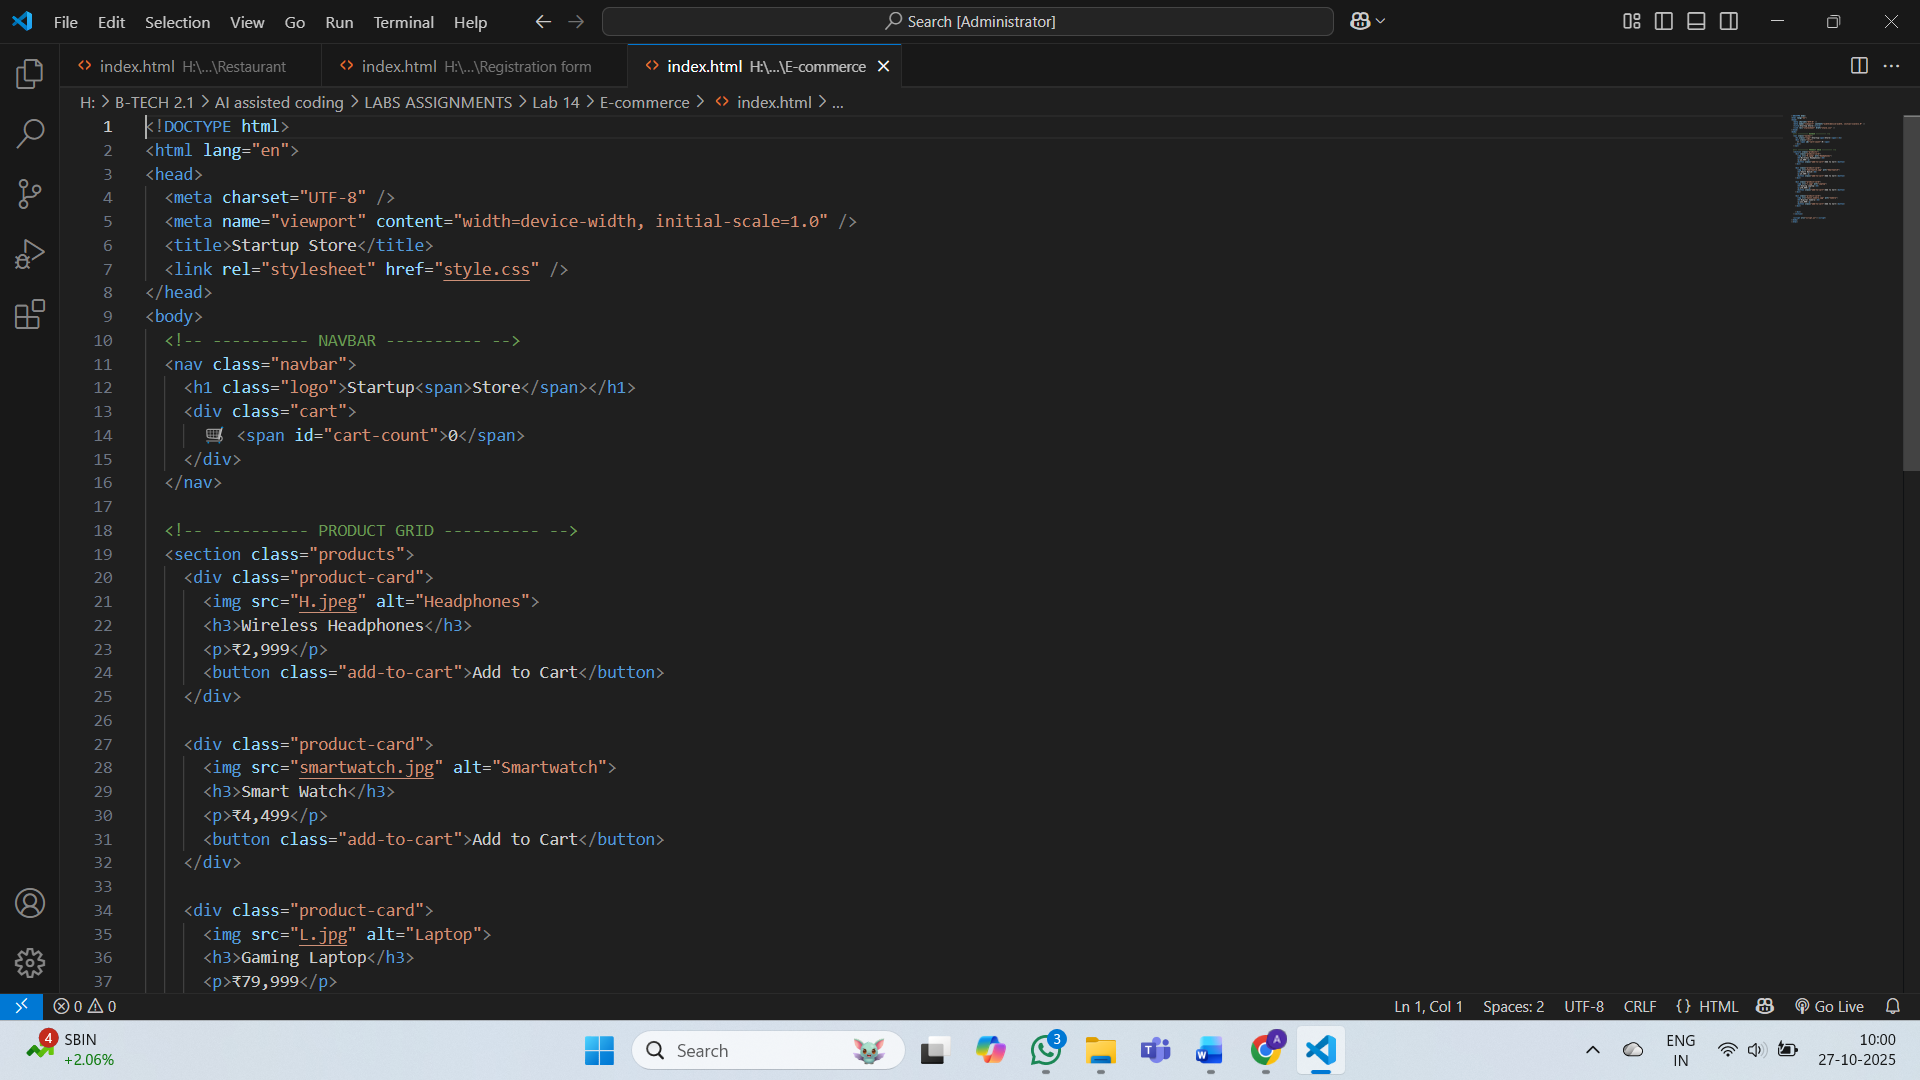 File Edit Selection View Go Run Terminal Help Search [Administrator]
index.html H:\...\Restaurant index.html H:\...\Registration form index.html H:\...\E-commerce
H: > B-TECH 2.1 > AI assisted coding > LABS ASSIGNMENTS > Lab 14 > E-commerce > index.html > ...
1 <!DOCTYPE html>
2 <html lang="en">
3 <head>
4 <meta charset="UTF-8" />
5 <meta name="viewport" content="width=device-width, initial-scale=1.0" />
6 <title>Startup Store</title>
7 <link rel="stylesheet" href="style.css" />
8 </head>
9 <body>
10 <!-- ---------- NAVBAR ---------- -->
11 <nav class="navbar">
12 <h1 class="logo">Startup<span>Store</span></h1>
13 <div class="cart">
14 🛒 <span id="cart-count">0</span>
15 </div>
16 </nav>
17
18 <!-- ---------- PRODUCT GRID ---------- -->
19 <section class="products">
20 <div class="product-card">
21 <img src="H.jpeg" alt="Headphones">
22 <h3>Wireless Headphones</h3>
23 <p>₹2,999</p>
24 <button class="add-to-cart">Add to Cart</button>
25 </div>
26
27 <div class="product-card">
28 <img src="smartwatch.jpg" alt="Smartwatch">
29 <h3>Smart Watch</h3>
30 <p>₹4,499</p>
31 <button class="add-to-cart">Add to Cart</button>
32 </div>
33
34 <div class="product-card">
35 <img src="L.jpg" alt="Laptop">
36 <h3>Gaming Laptop</h3>
37 <p>₹79,999</p>
0 0 Ln 1, Col 1 Spaces: 2 UTF-8 CRLF {} HTML Go Live
4 SBIN
+2.06%
Search
3
A
ENG
IN
10:00
27-10-2025